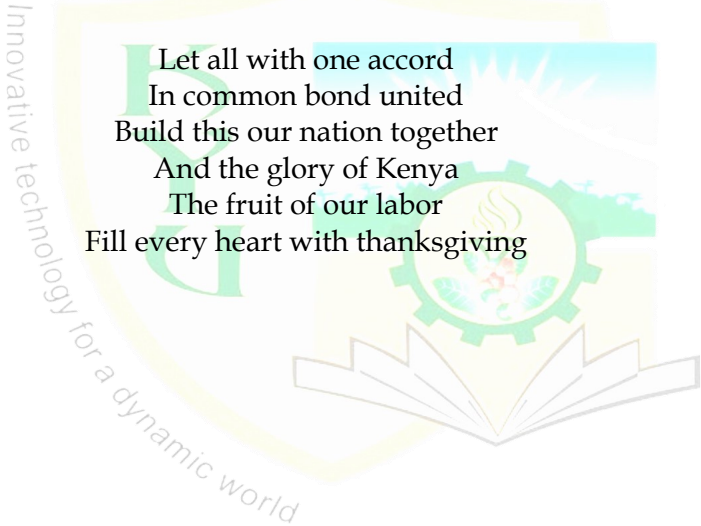 Let all with one accord
In common bond united
Build this our nation together
And the glory of Kenya
The fruit of our labor
Fill every heart with thanksgiving
KYU
Innovative technology for a dynamic world